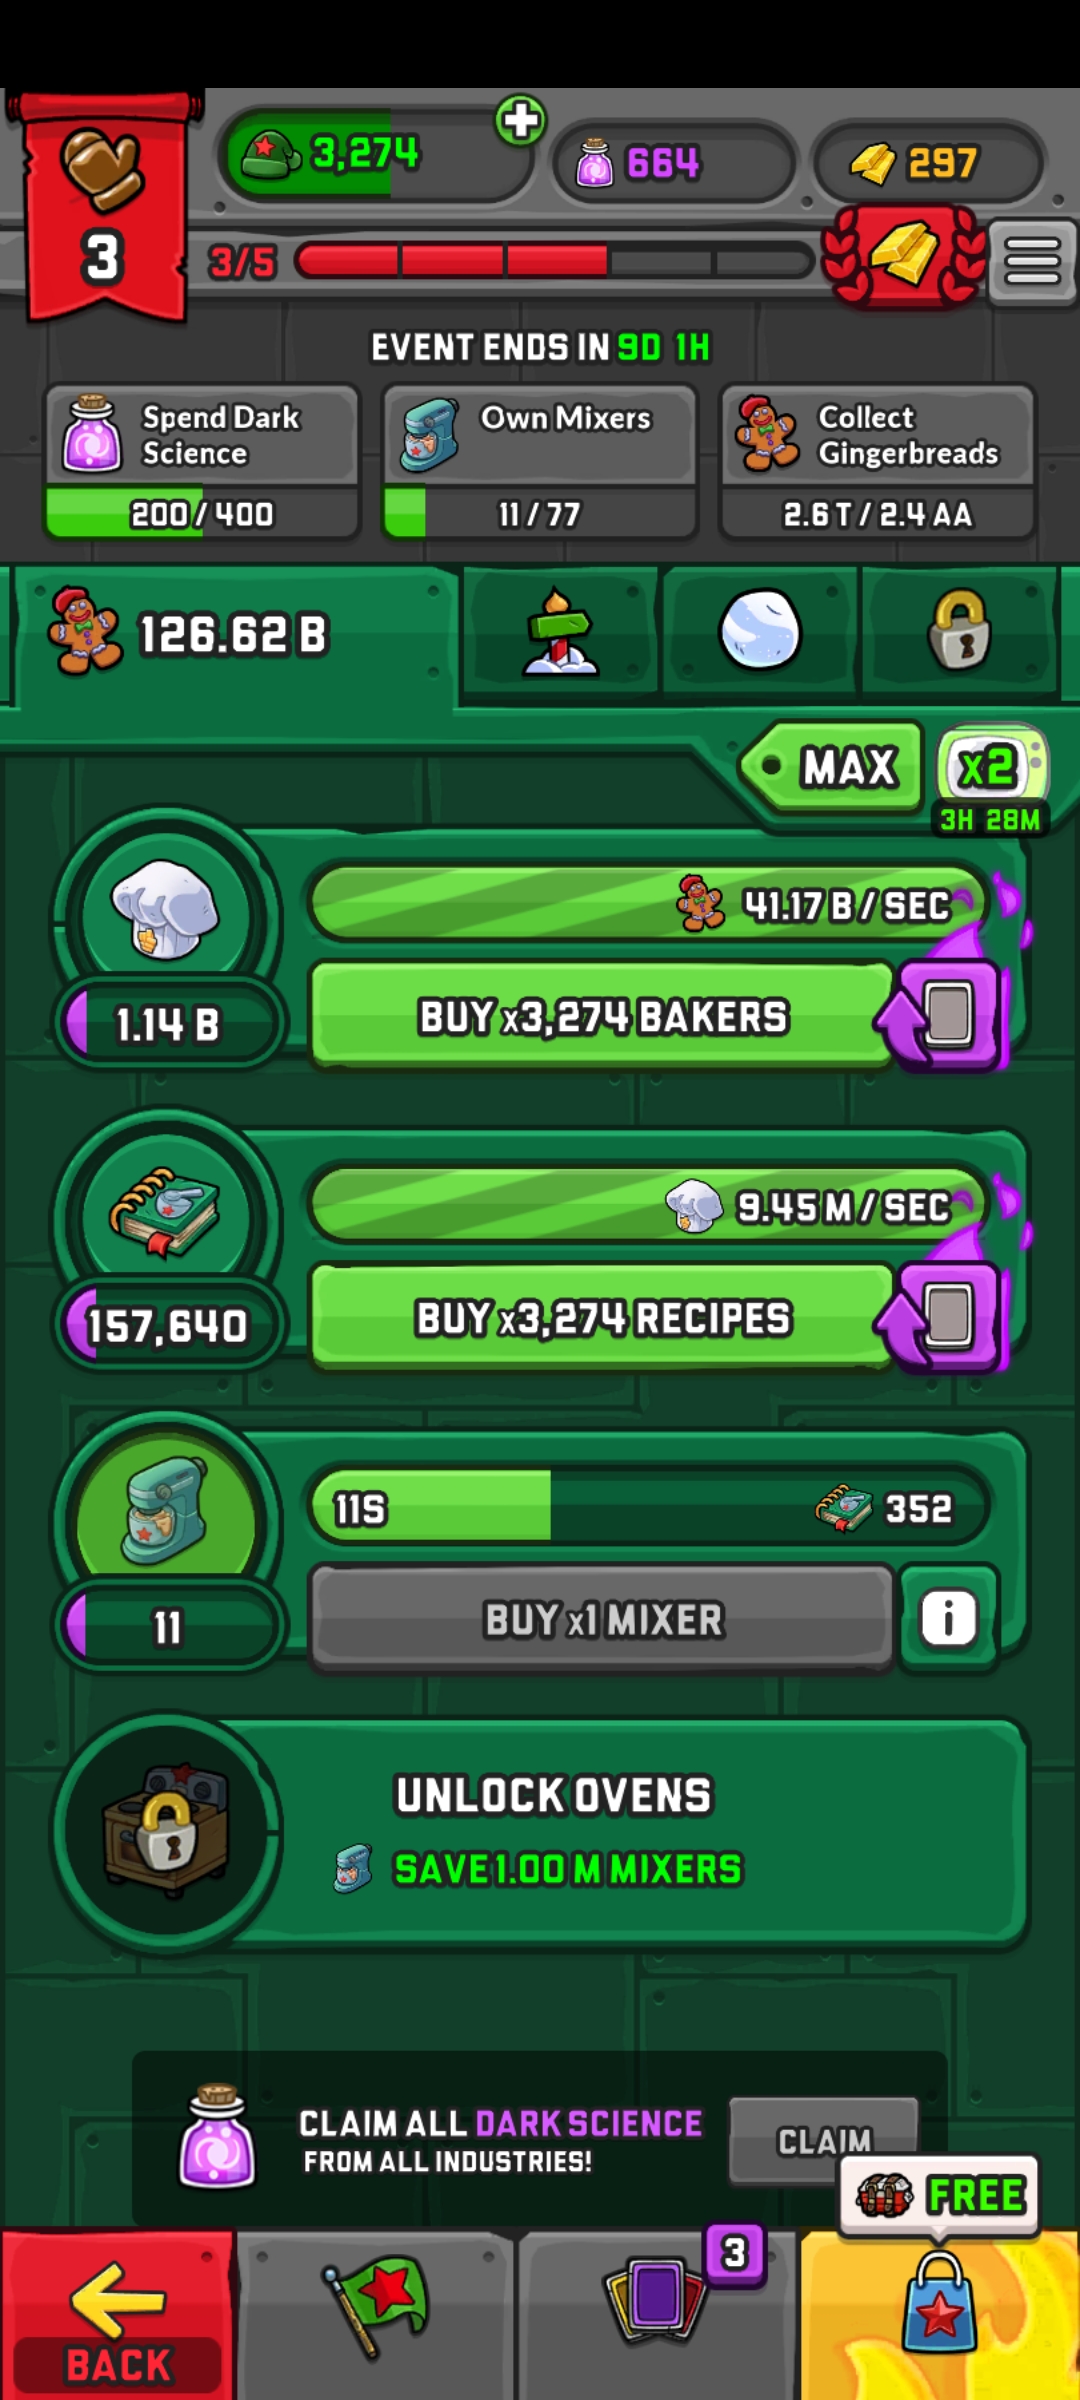 3,274
664
297
3
3/5
EVENT ENDS IN 9D 1H
Spend Dark Science
200/400
Own Mixers
11/77
Collect Gingerbreads
2.6 T / 2.4 AA
126.62 B
MAX
x2
3H 28M
41.17 B / SEC
1.14 B
BUY x3,274 BAKERS
9.45 M / SEC
157,640
BUY x3,274 RECIPES
11S
352
11
BUY x1 MIXER
i
UNLOCK OVENS
SAVE 1.00 M MIXERS
CLAIM ALL DARK SCIENCE
FROM ALL INDUSTRIES!
CLAIM
FREE
3
BACK